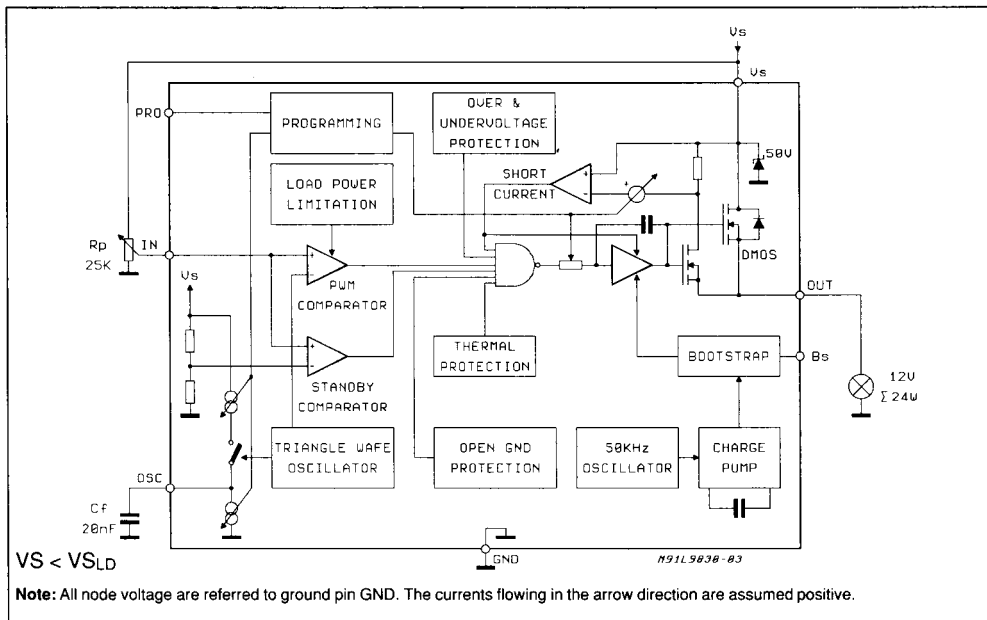 Vs
Vs
PRO
PROGRAMMING
OVER &
UNDERVOLTAGE
PROTECTION
50V
LOAD POWER
LIMITATION
SHORT
CURRENT
+
-
+
DMOS
Rp
25K
IN
+
-
PWM
COMPARATOR
Vs
OUT
+
-
STANDBY
COMPARATOR
THERMAL
PROTECTION
BOOTSTRAP
Bs
12V
Σ 24W
TRIANGLE WAFE
OSCILLATOR
OPEN GND
PROTECTION
50KHz
OSCILLATOR
CHARGE
PUMP
OSC
Cf
20nF
GND
M91L9830-03
VS < VSLD
Note: All node voltage are referred to ground pin GND. The currents flowing in the arrow direction are assumed positive.